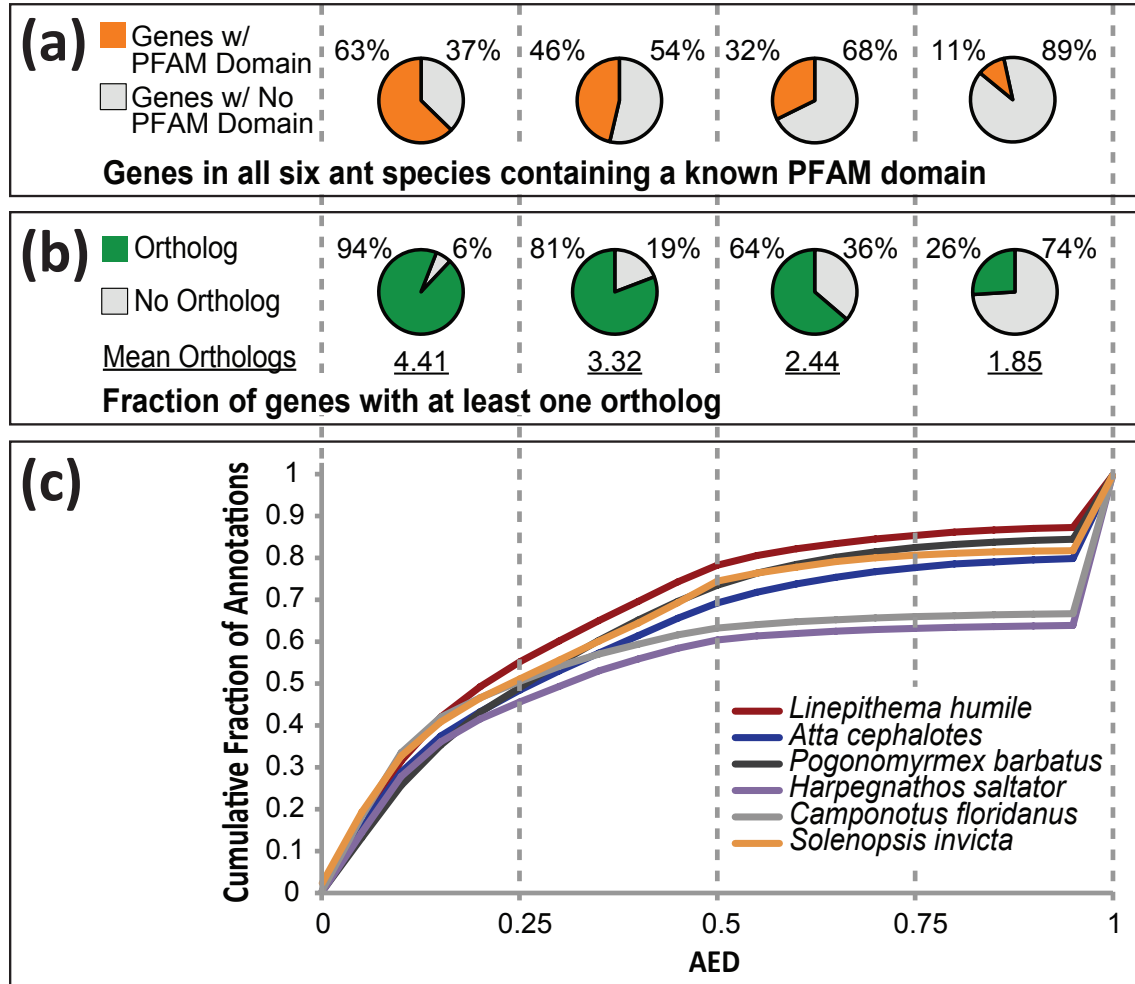 (a)
Genes w/
PFAM Domain
Genes w/ No
PFAM Domain
63% 37% 46% 54% 32% 68% 11% 89%
Genes in all six ant species containing a known PFAM domain
(b)
Ortholog
No Ortholog
94% 6% 81% 19% 64% 36% 26% 74%
Mean Orthologs 4.41 3.32 2.44 1.85
Fraction of genes with at least one ortholog
(c)
Cumulative Fraction of Annotations
1
0.9
0.8
0.7
0.6
0.5
0.4
0.3
0.2
0.1
0
Linepithema humile
Atta cephalotes
Pogonomyrmex barbatus
Harpegnathos saltator
Camponotus floridanus
Solenopsis invicta
0 0.25 0.5 0.75 1
AED